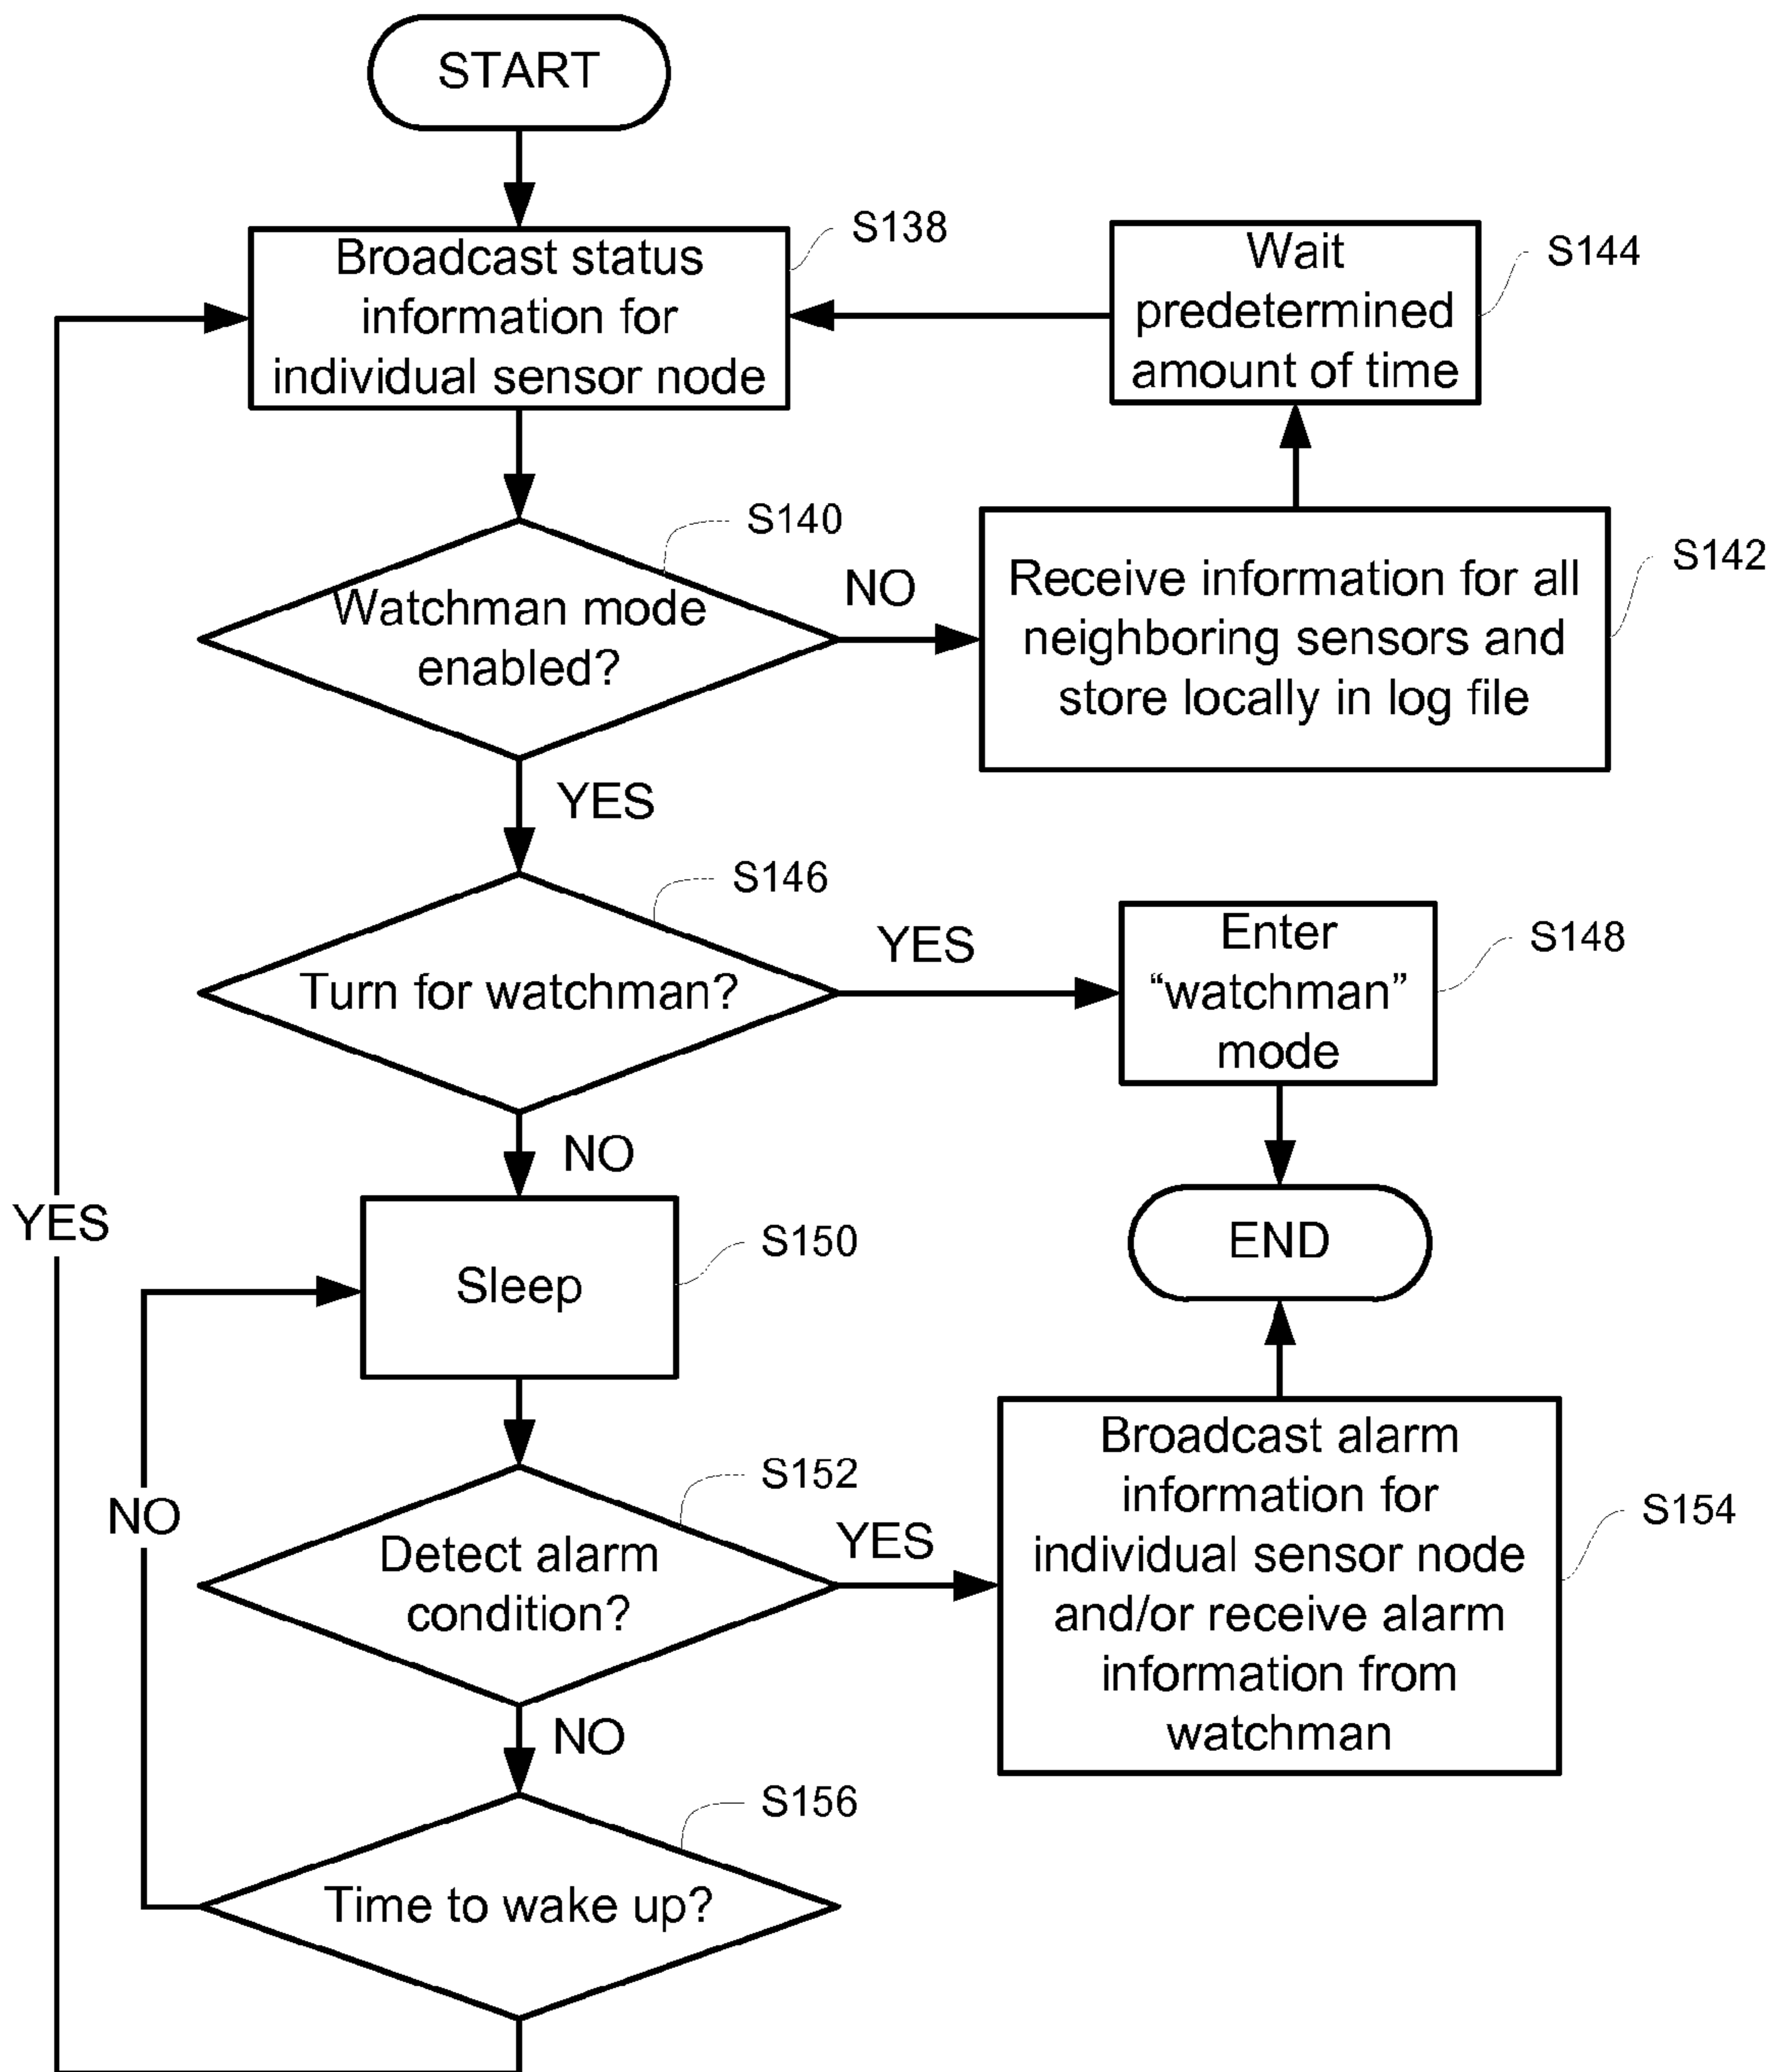 START
S138
Broadcast status
information for
individual sensor node
S144
Wait
predetermined
amount of time
S140
Watchman mode
enabled?
NO
S142
Receive information for all
neighboring sensors and
store locally in log file
YES
S146
Turn for watchman?
YES
S148
Enter
“watchman”
mode
NO
YES
S150
Sleep
END
S152
Detect alarm
condition?
NO
YES
S154
Broadcast alarm
information for
individual sensor node
and/or receive alarm
information from
watchman
NO
S156
Time to wake up?